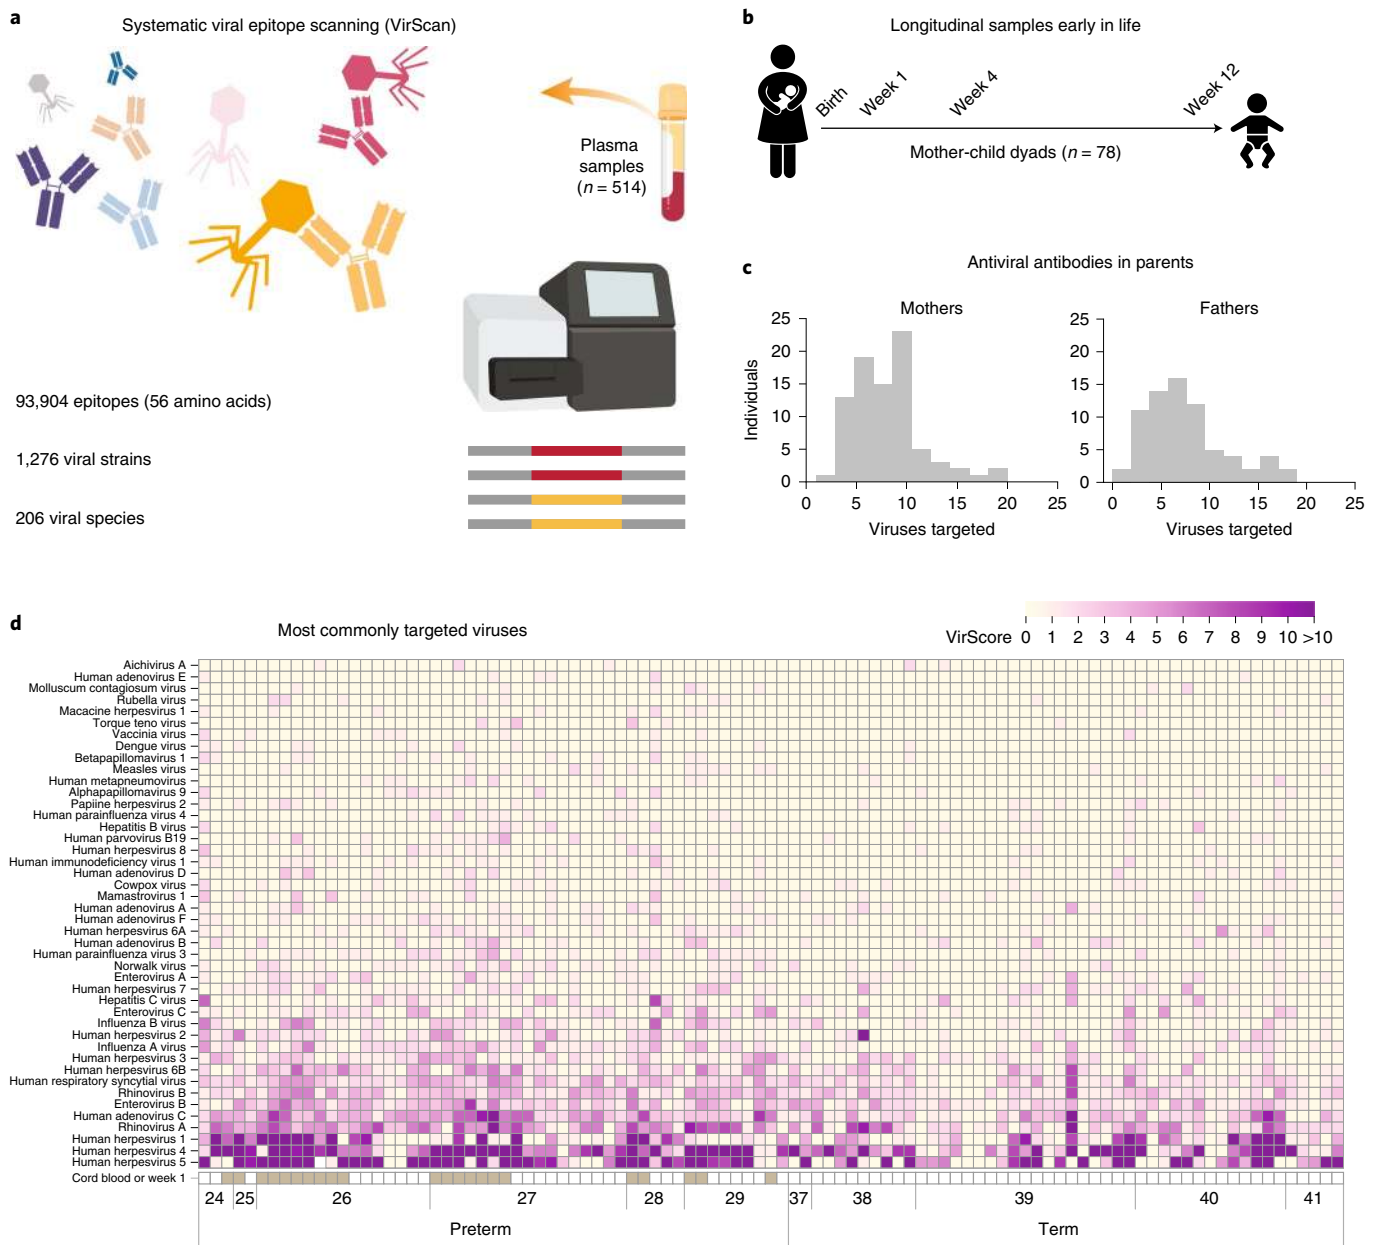 a
Systematic viral epitope scanning (VirScan)
Plasma
samples
(n = 514)
93,904 epitopes (56 amino acids)
1,276 viral strains
206 viral species
b
Longitudinal samples early in life
Birth
Week 1
Week 4
Week 12
Mother-child dyads (n = 78)
c
Antiviral antibodies in parents
Mothers
Individuals
25
20
15
10
5
0
0 5 10 15 20 25
Viruses targeted
Fathers
25
20
15
10
5
0
0 5 10 15 20 25
Viruses targeted
d
Most commonly targeted viruses
VirScore 0 1 2 3 4 5 6 7 8 9 10 >10
Aichivirus A
Human adenovirus E
Molluscum contagiosum virus
Rubella virus
Macacine herpesvirus 1
Torque teno virus
Vaccinia virus
Dengue virus
Betapapillomavirus 1
Measles virus
Human metapneumovirus
Alphapapillomavirus 9
Papiine herpesvirus 2
Human parainfluenza virus 4
Hepatitis B virus
Human parvovirus B19
Human herpesvirus 8
Human immunodeficiency virus 1
Human adenovirus D
Cowpox virus
Mamastrovirus 1
Human adenovirus A
Human adenovirus F
Human herpesvirus 6A
Human adenovirus B
Human parainfluenza virus 3
Norwalk virus
Enterovirus A
Human herpesvirus 7
Hepatitis C virus
Enterovirus C
Influenza B virus
Human herpesvirus 2
Influenza A virus
Human herpesvirus 3
Human herpesvirus 6B
Human respiratory syncytial virus
Rhinovirus B
Enterovirus B
Human adenovirus C
Rhinovirus A
Human herpesvirus 1
Human herpesvirus 4
Human herpesvirus 5
Cord blood or week 1
24 25 26 27 28 29 37 38 39 40 41
Preterm Term